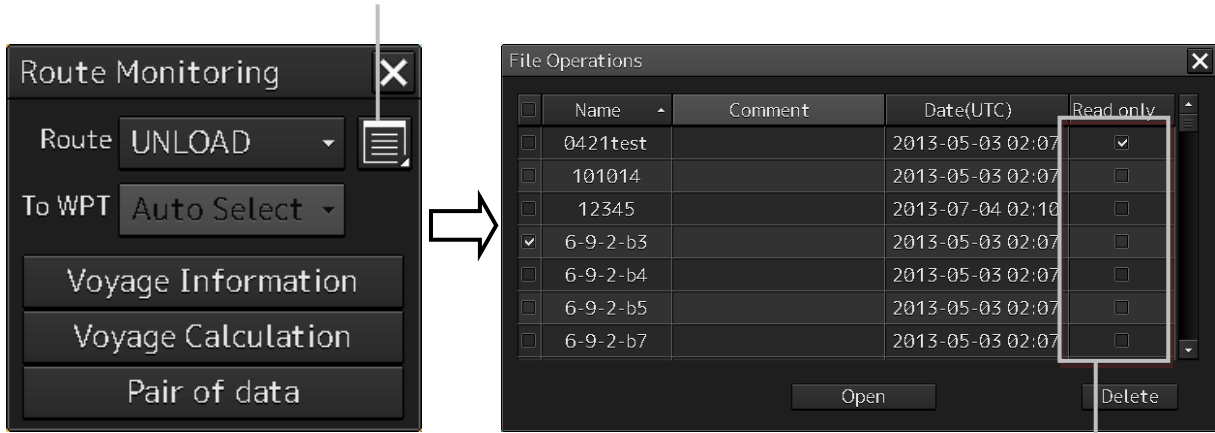 Route Monitoring
Route UNLOAD
To WPT Auto Select
Voyage Information
Voyage Calculation
Pair of data
File Operations
Name Comment Date(UTC) Read only
0421test 2013-05-03 02:07
101014 2013-05-03 02:07
12345 2013-07-04 02:10
6-9-2-b3 2013-05-03 02:07
6-9-2-b4 2013-05-03 02:07
6-9-2-b5 2013-05-03 02:07
6-9-2-b7 2013-05-03 02:07
Open Delete